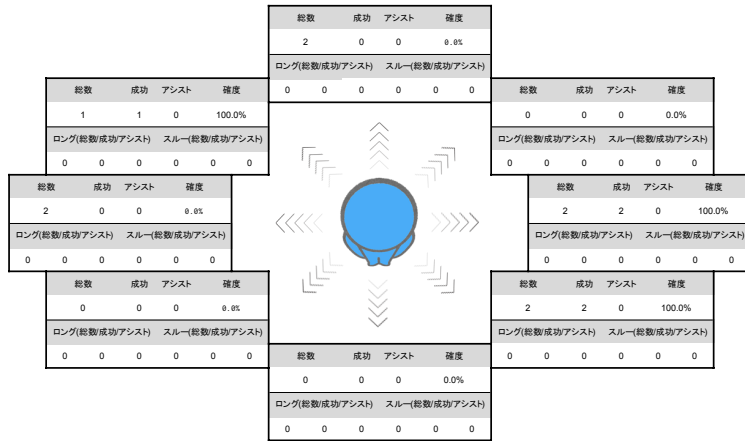 総数 成功 アシスト 確度
2 0 0 0.0%
ロング(総数/成功/アシスト) スルー(総数/成功/アシスト)
0 0 0 0 0 0
総数 成功 アシスト 確度
1 1 0 100.0%
ロング(総数/成功/アシスト) スルー(総数/成功/アシスト)
0 0 0 0 0 0
総数 成功 アシスト 確度
0 0 0 0.0%
ロング(総数/成功/アシスト) スルー(総数/成功/アシスト)
0 0 0 0 0 0
総数 成功 アシスト 確度
2 0 0 0.0%
ロング(総数/成功/アシスト) スルー(総数/成功/アシスト)
0 0 0 0 0 0
総数 成功 アシスト 確度
2 2 0 100.0%
ロング(総数/成功/アシスト) スルー(総数/成功/アシスト)
0 0 0 0 0 0
総数 成功 アシスト 確度
0 0 0 0.0%
ロング(総数/成功/アシスト) スルー(総数/成功/アシスト)
0 0 0 0 0 0
総数 成功 アシスト 確度
2 2 0 100.0%
ロング(総数/成功/アシスト) スルー(総数/成功/アシスト)
0 0 0 0 0 0
総数 成功 アシスト 確度
0 0 0 0.0%
ロング(総数/成功/アシスト) スルー(総数/成功/アシスト)
0 0 0 0 0 0